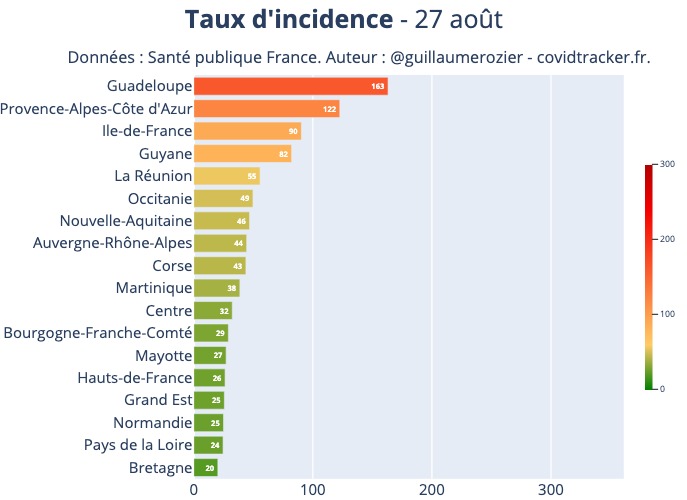 Taux d'incidence - 27 août
Données : Santé publique France. Auteur : @guillaumerozier - covidtracker.fr.
Guadeloupe 163
Provence-Alpes-Côte d'Azur 122
Ile-de-France 90
Guyane 82
La Réunion 55
Occitanie 49
Nouvelle-Aquitaine 46
Auvergne-Rhône-Alpes 44
Corse 43
Martinique 38
Centre 32
Bourgogne-Franche-Comté 29
Mayotte 27
Hauts-de-France 26
Grand Est 25
Normandie 25
Pays de la Loire 24
Bretagne 20
0 100 200 300
300
200
100
0